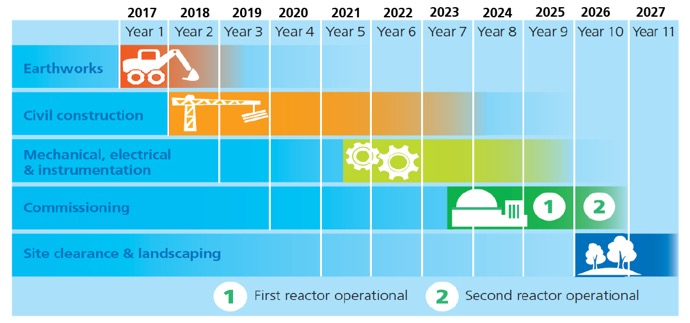 2017 2018 2019 2020 2021 2022 2023 2024 2025 2026 2027
Year 1 Year 2 Year 3 Year 4 Year 5 Year 6 Year 7 Year 8 Year 9 Year 10 Year 11
Earthworks
Civil construction
Mechanical, electrical
& instrumentation
Commissioning 1 2
Site clearance & landscaping
1 First reactor operational 2 Second reactor operational